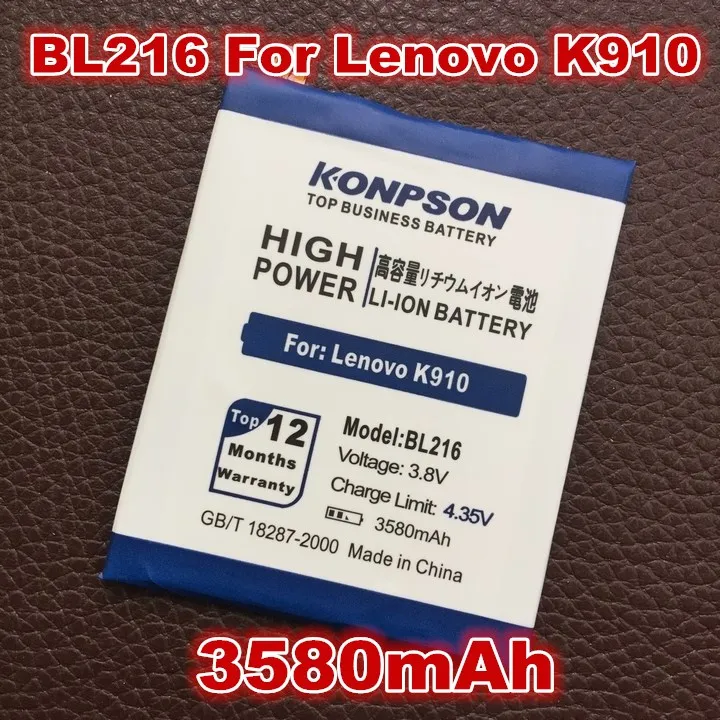 BL216 For Lenovo K910
KONPSON
TOP BUSINESS BATTERY
HIGH POWER
高容量リチウムイオン電池
LI-ION BATTERY
For: Lenovo K910
Top 12
Months
Warranty
Model:BL216
Voltage: 3.8V
Charge Limit: 4.35V
3580mAh
GB/T 18287-2000 Made in China
3580mAh